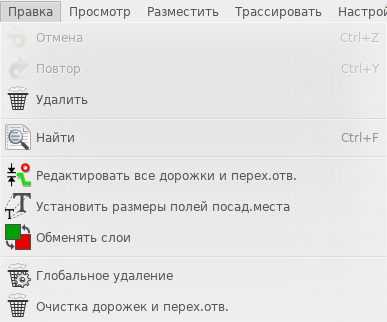 Правка Просмотр Разместить Трассировать Настрой
Отмена Ctrl+Z
Повтор Ctrl+Y
Удалить
Найти Ctrl+F
Редактировать все дорожки и перех.отв.
Установить размеры полей посад.места
Обменять слои
Глобальное удаление
Очистка дорожек и перех.отв.